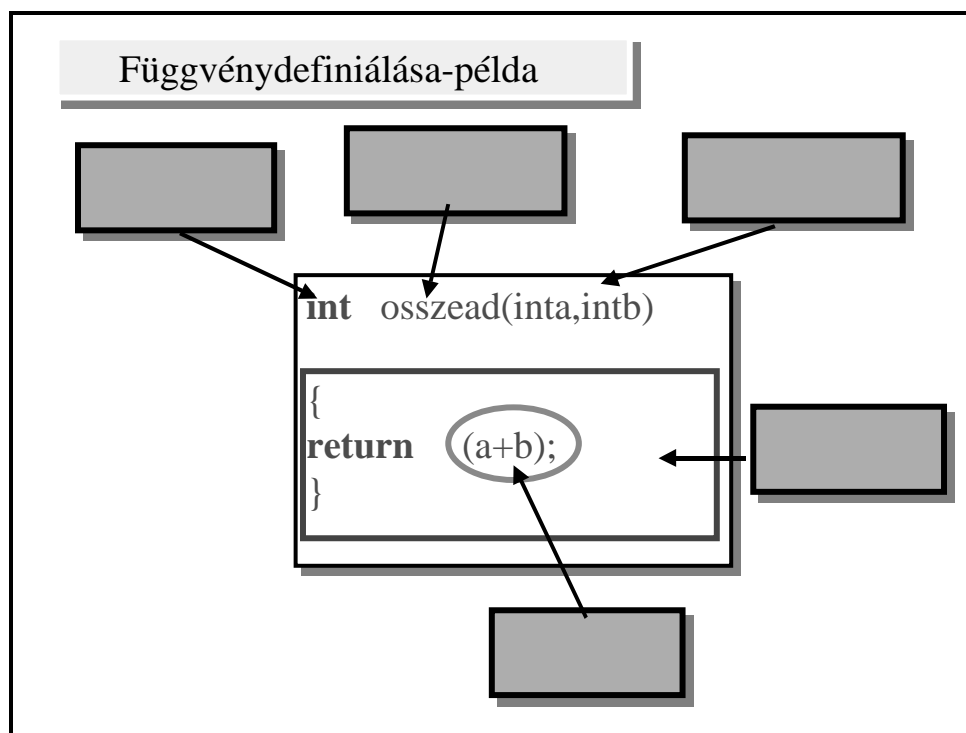 Függvénydefiniálása-példa
int osszead(inta,intb)
{
return (a+b);
}